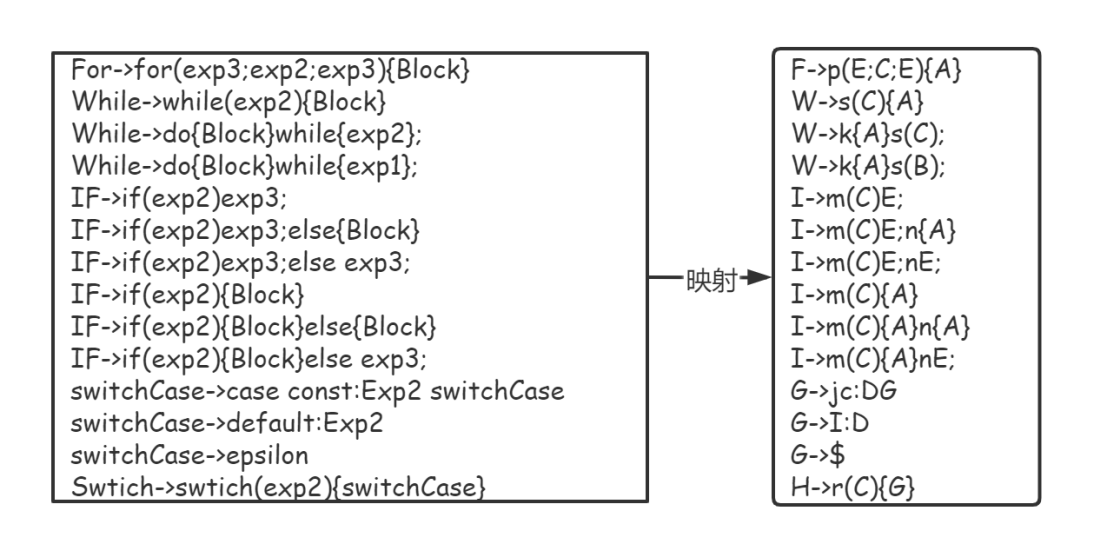 For->for(exp3;exp2;exp3){Block}
While->while(exp2){Block}
While->do{Block}while{exp2};
While->do{Block}while{exp1};
IF->if(exp2)exp3;
IF->if(exp2)exp3;else{Block}
IF->if(exp2)exp3;else exp3;
IF->if(exp2){Block}
IF->if(exp2){Block}else{Block}
IF->if(exp2){Block}else exp3;
switchCase->case const:Exp2 switchCase
switchCase->default:Exp2
switchCase->epsilon
Swtich->swtich(exp2){switchCase}
映射
F->p(E;C;E){A}
W->s(C){A}
W->k{A}s(C);
W->k{A}s(B);
I->m(C)E;
I->m(C)E;n{A}
I->m(C)E;nE;
I->m(C){A}
I->m(C){A}n{A}
I->m(C){A}nE;
G->jc:DG
G->I:D
G->$
H->r(C){G}